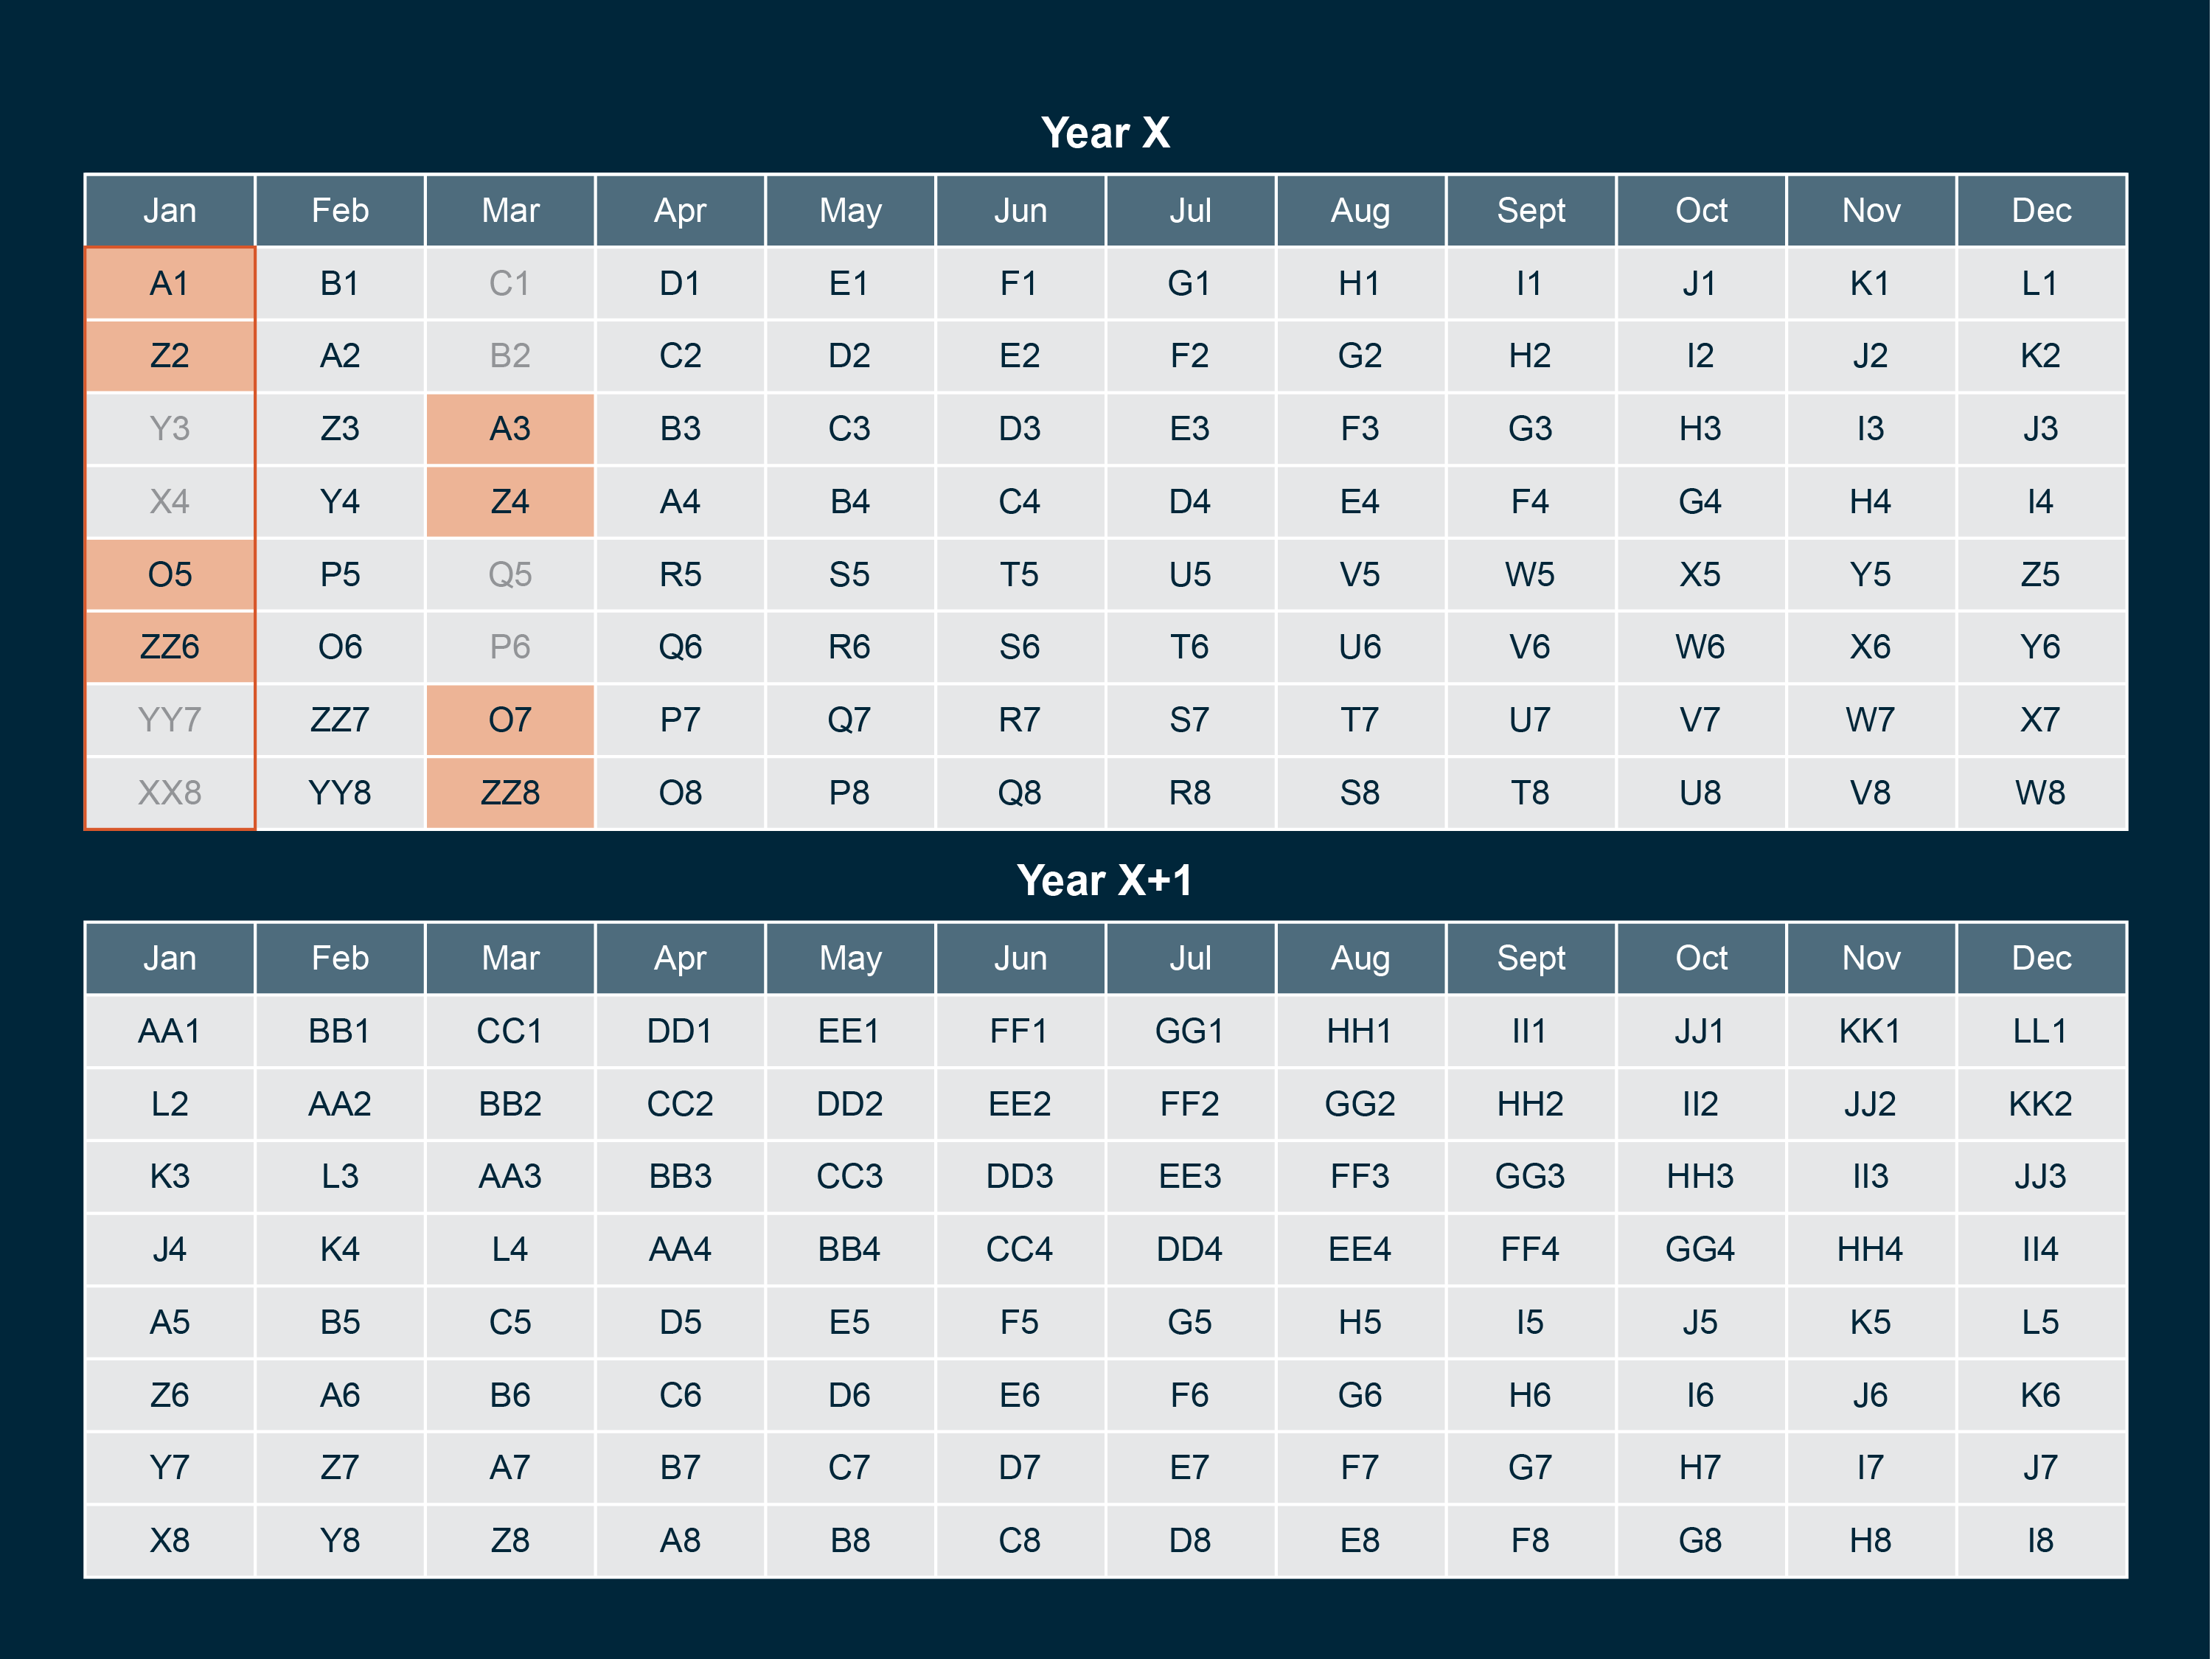 Year X
Jan Feb Mar Apr May Jun Jul Aug Sept Oct Nov Dec
A1 B1 C1 D1 E1 F1 G1 H1 I1 J1 K1 L1
Z2 A2 B2 C2 D2 E2 F2 G2 H2 I2 J2 K2
Y3 Z3 A3 B3 C3 D3 E3 F3 G3 H3 I3 J3
X4 Y4 Z4 A4 B4 C4 D4 E4 F4 G4 H4 I4
O5 P5 Q5 R5 S5 T5 U5 V5 W5 X5 Y5 Z5
ZZ6 O6 P6 Q6 R6 S6 T6 U6 V6 W6 X6 Y6
YY7 ZZ7 O7 P7 Q7 R7 S7 T7 U7 V7 W7 X7
XX8 YY8 ZZ8 O8 P8 Q8 R8 S8 T8 U8 V8 W8
Year X+1
Jan Feb Mar Apr May Jun Jul Aug Sept Oct Nov Dec
AA1 BB1 CC1 DD1 EE1 FF1 GG1 HH1 II1 JJ1 KK1 LL1
L2 AA2 BB2 CC2 DD2 EE2 FF2 GG2 HH2 II2 JJ2 KK2
K3 L3 AA3 BB3 CC3 DD3 EE3 FF3 GG3 HH3 II3 JJ3
J4 K4 L4 AA4 BB4 CC4 DD4 EE4 FF4 GG4 HH4 II4
A5 B5 C5 D5 E5 F5 G5 H5 I5 J5 K5 L5
Z6 A6 B6 C6 D6 E6 F6 G6 H6 I6 J6 K6
Y7 Z7 A7 B7 C7 D7 E7 F7 G7 H7 I7 J7
X8 Y8 Z8 A8 B8 C8 D8 E8 F8 G8 H8 I8